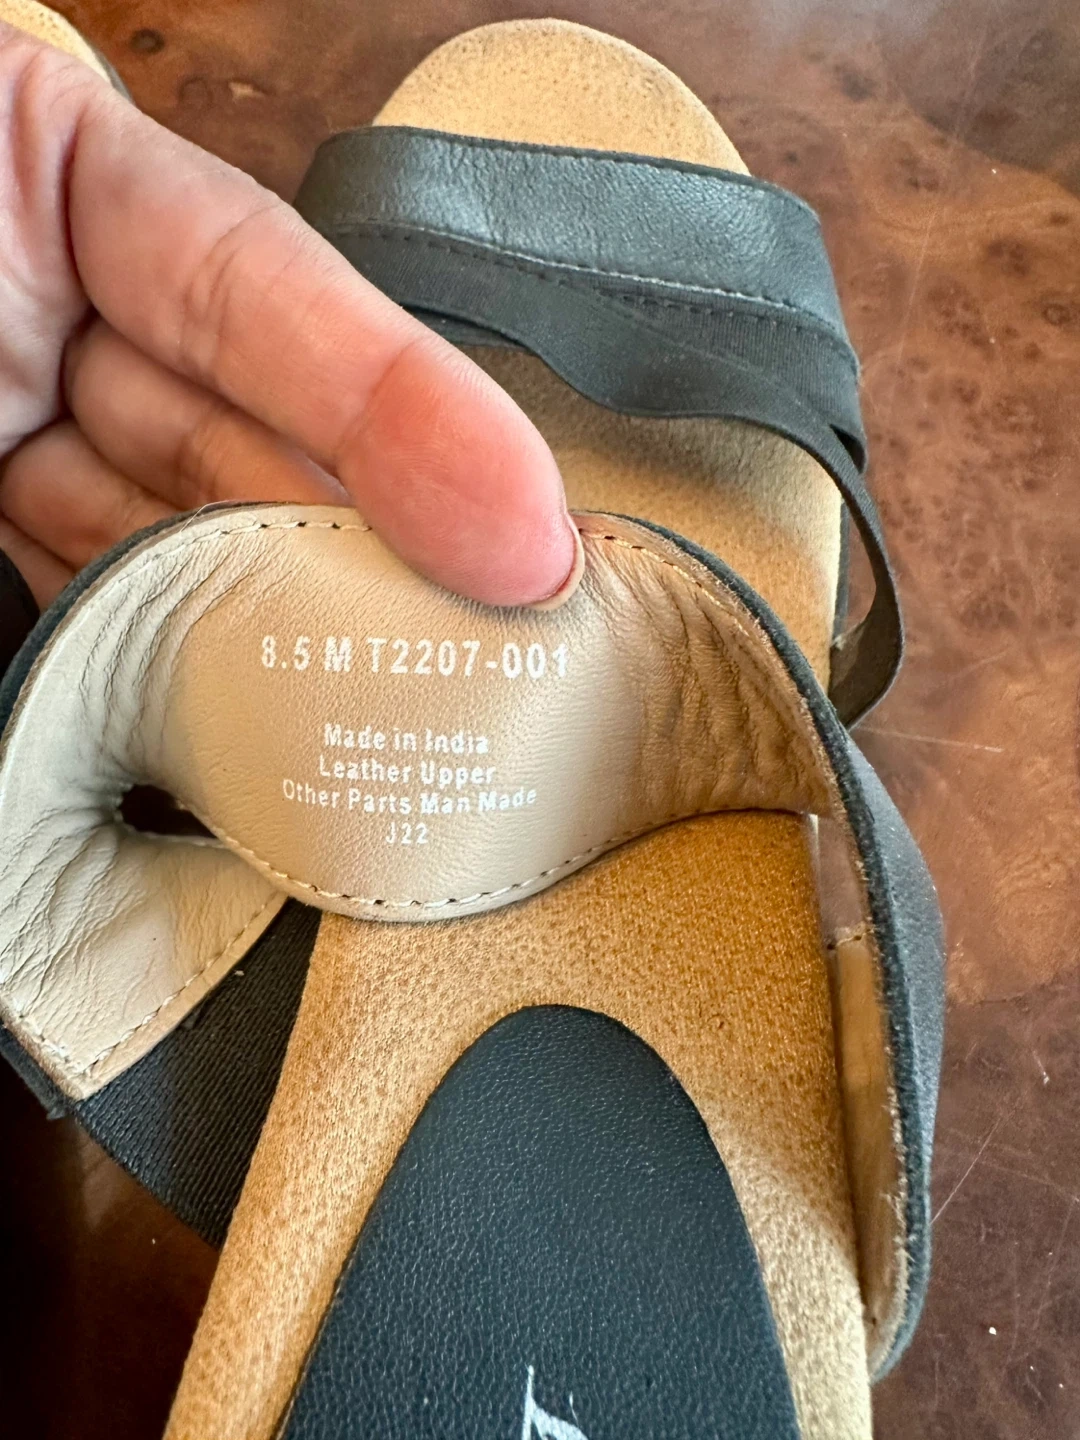 8.5 M T2207-001
Made in India
Leather Upper
Other Parts Man Made
J22